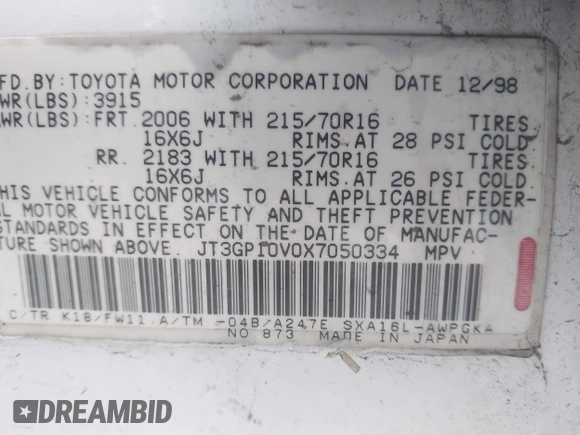 MFD. BY: TOYOTA MOTOR CORPORATION DATE 12/98
WR(LBS): 3915
WR(LBS): FRT. 2006 WITH 215/70R16 TIRES,
16X6J RIMS, AT 28 PSI COLD
RR. 2183 WITH 215/70R16 TIRES,
16X6J RIMS, AT 26 PSI COLD
THIS VEHICLE CONFORMS TO ALL APPLICABLE FEDER-
AL MOTOR VEHICLE SAFETY AND THEFT PREVENTION
STANDARDS IN EFFECT ON THE DATE OF MANUFAC-
TURE SHOWN ABOVE. JT3GP10V0X7050334 MPV
C/TR K18/FW11 A/TM -04B/A247E SXA16L-AWPGKA
NO. 873 MADE IN JAPAN
DREAMBID